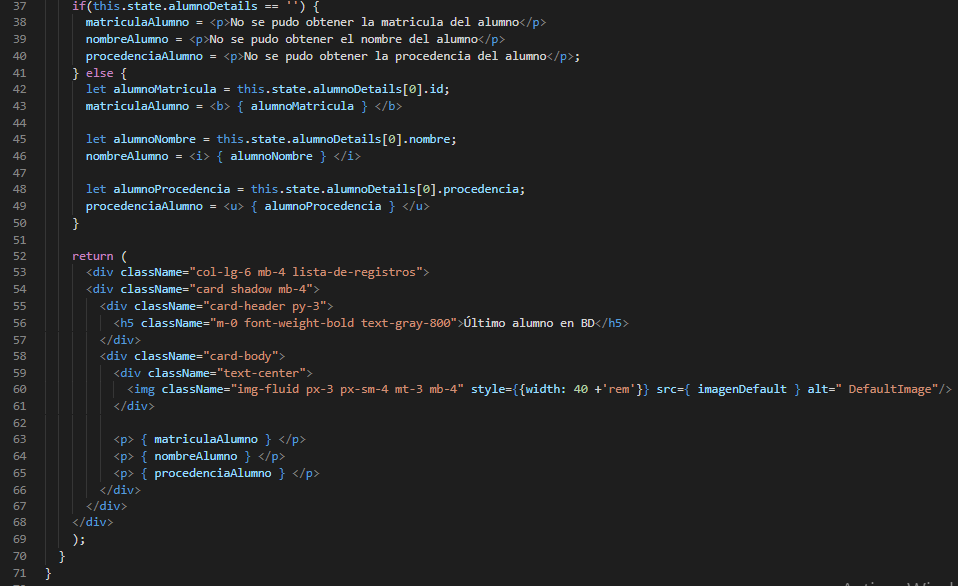 37 if(this.state.alumnoDetails == '') {
38 matriculaAlumno = <p>No se pudo obtener la matricula del alumno</p>
39 nombreAlumno = <p>No se pudo obtener el nombre del alumno</p>
40 procedenciaAlumno = <p>No se pudo obtener la procedencia del alumno</p>;
41 } else {
42 let alumnoMatricula = this.state.alumnoDetails[0].id;
43 matriculaAlumno = <b> { alumnoMatricula } </b>
44
45 let alumnoNombre = this.state.alumnoDetails[0].nombre;
46 nombreAlumno = <i> { alumnoNombre } </i>
47
48 let alumnoProcedencia = this.state.alumnoDetails[0].procedencia;
49 procedenciaAlumno = <u> { alumnoProcedencia } </u>
50 }
51
52 return (
53 <div className="col-lg-6 mb-4 lista-de-registros">
54 <div className="card shadow mb-4">
55 <div className="card-header py-3">
56 <h5 className="m-0 font-weight-bold text-gray-800">Último alumno en BD</h5>
57 </div>
58 <div className="card-body">
59 <div className="text-center">
60 <img className="img-fluid px-3 px-sm-4 mt-3 mb-4" style={{width: 40 +'rem'}} src={ imagenDefault } alt=" DefaultImage"/>
61 </div>
62
63 <p> { matriculaAlumno } </p>
64 <p> { nombreAlumno } </p>
65 <p> { procedenciaAlumno } </p>
66 </div>
67 </div>
68 </div>
69 );
70 }
71 }